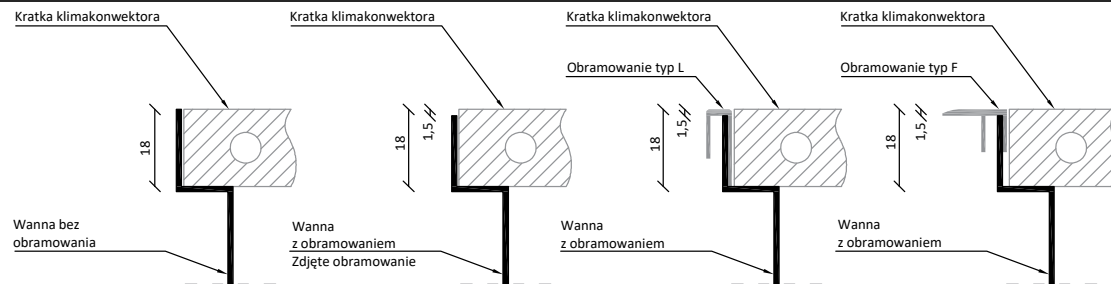 Kratka klimakonwektora
18
Wanna bez
obramowania
Kratka klimakonwektora
18
1,5
Wanna
z obramowaniem
Zdjęte obramowanie
Kratka klimakonwektora
Obramowanie typ L
18
1,5
Wanna
z obramowaniem
Kratka klimakonwektora
Obramowanie typ F
18
1,5
Wanna
z obramowaniem